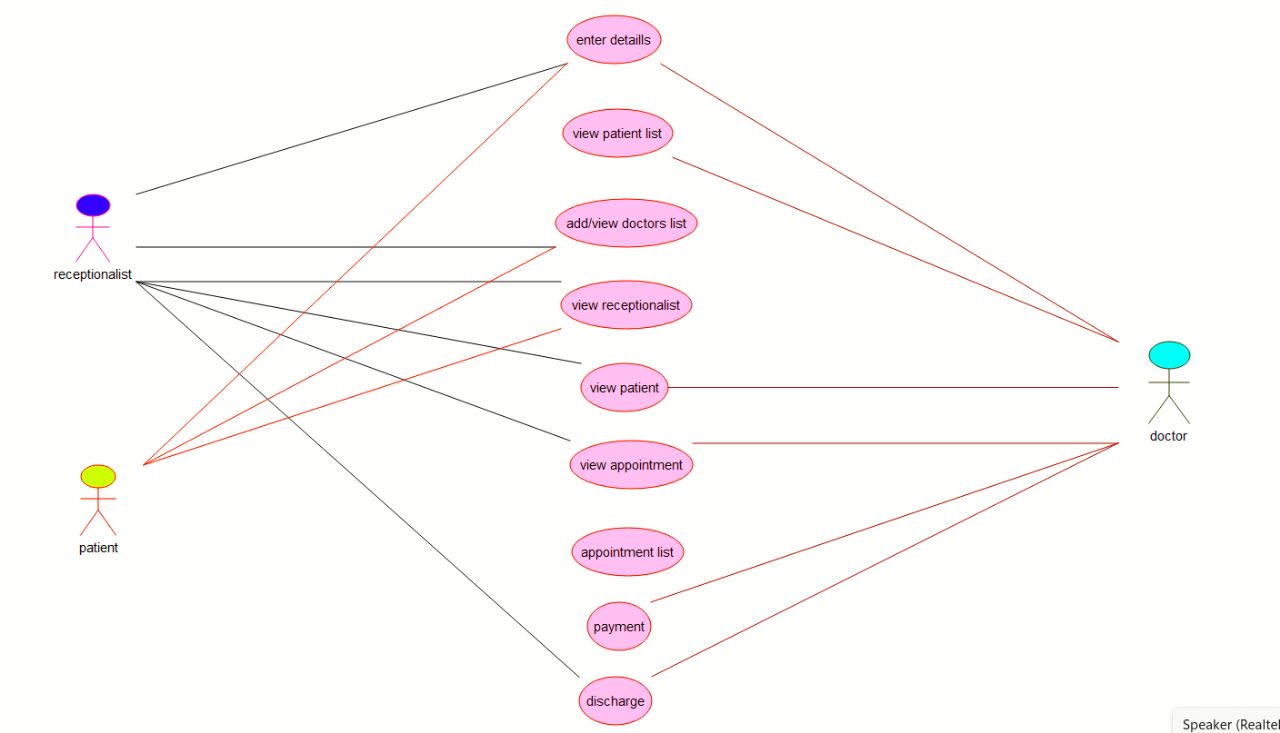 enter detaills
view patient list
add/view doctors list
receptionalist
view receptionalist
view patient
doctor
view appointment
patient
appointment list
payment
discharge
Speaker (Realtek